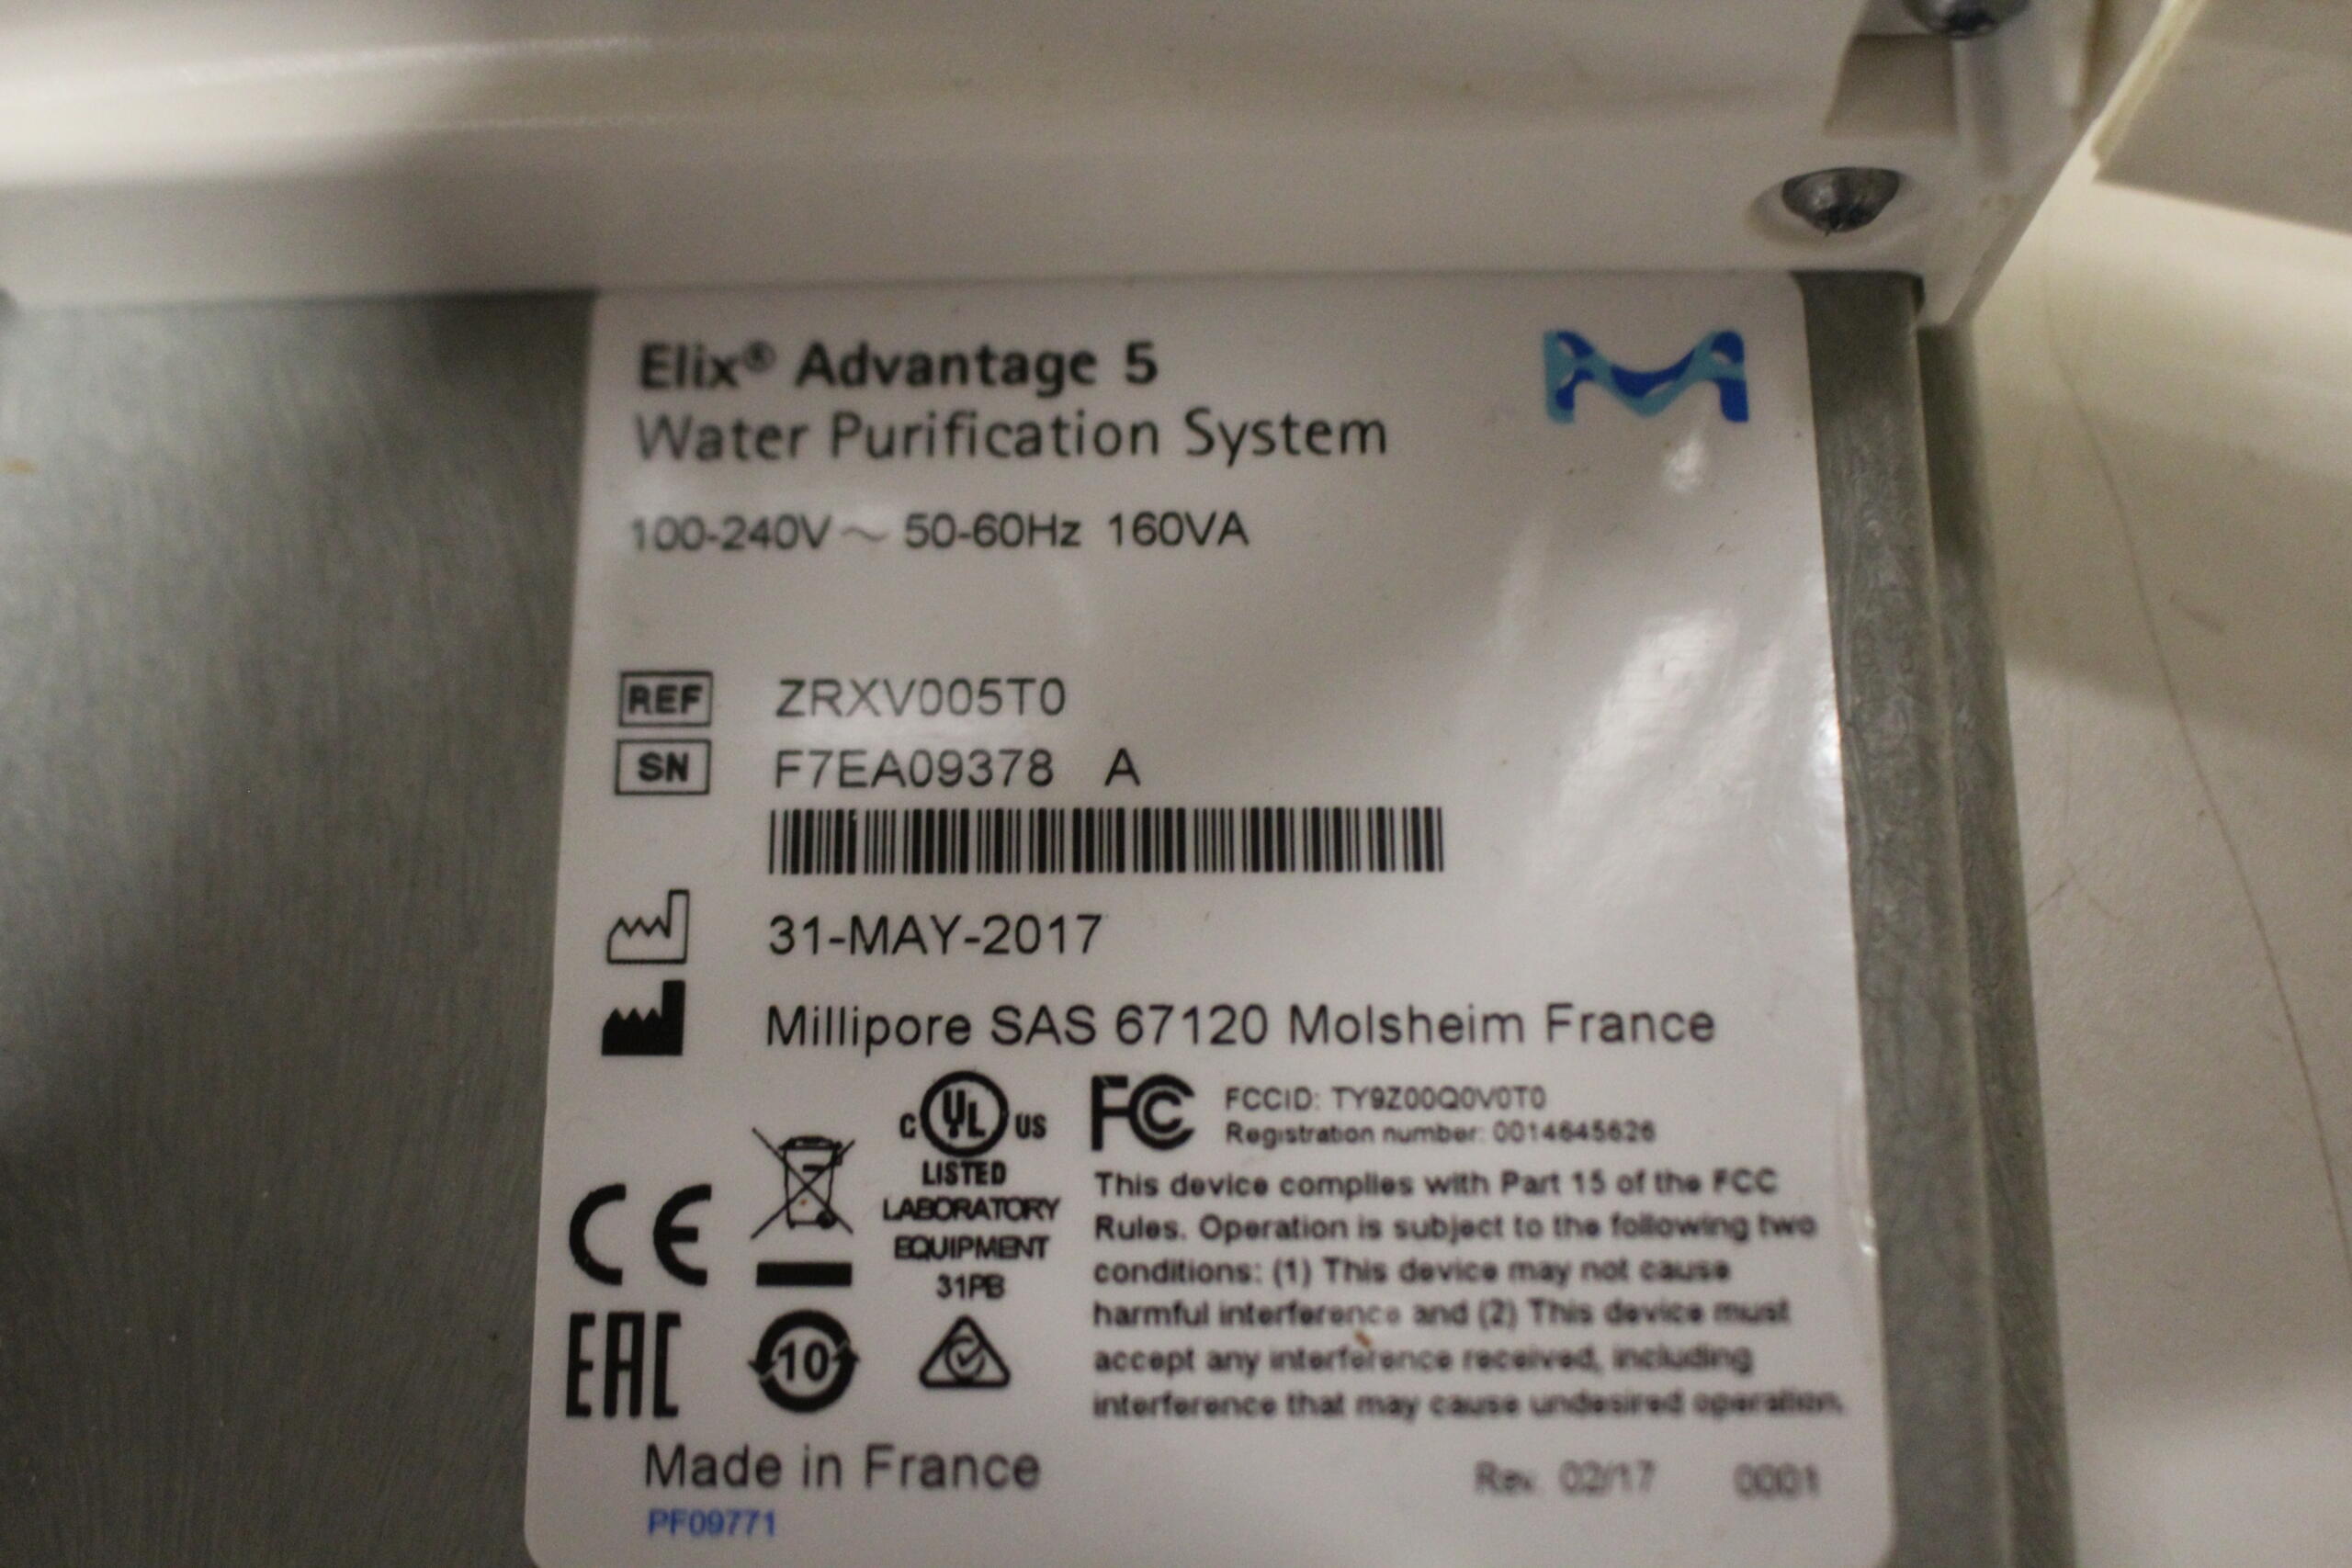 Elix® Advantage 5
Water Purification System
100-240V ~ 50-60Hz 160VA
REF ZRXV005T0
SN F7EA09378 A
31-MAY-2017
Millipore SAS 67120 Molsheim France
c UL US
LISTED
LABORATORY
EQUIPMENT
31PB
FC
FCCID: TY9Z00Q0V0T0
Registration number: 0014645626
This device complies with Part 15 of the FCC
Rules. Operation is subject to the following two
conditions: (1) This device may not cause
harmful interference and (2) This device must
accept any interference received, including
interference that may cause undesired operation.
CE
EAC
10
Made in France
Rev. 02/17 0001
PF09771